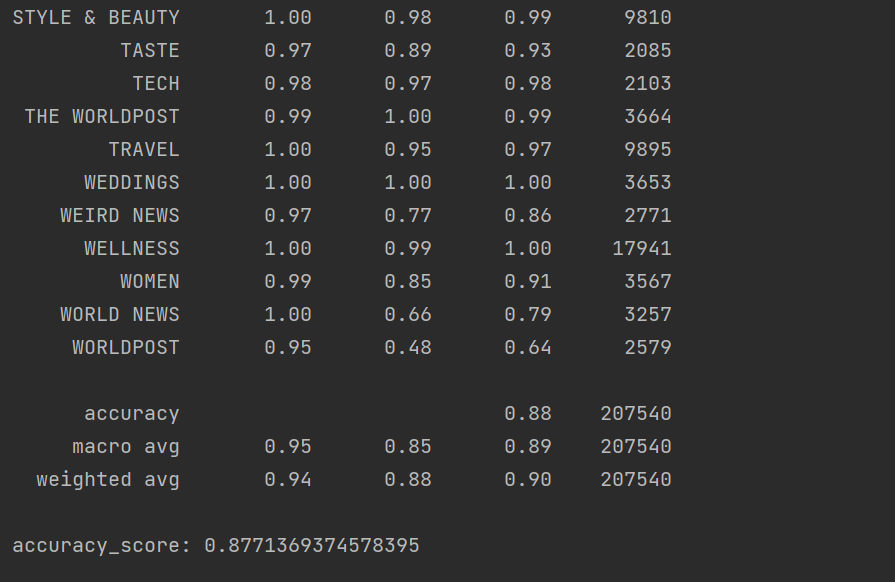 STYLE & BEAUTY 1.00 0.98 0.99 9810
TASTE 0.97 0.89 0.93 2085
TECH 0.98 0.97 0.98 2103
THE WORLDPOST 0.99 1.00 0.99 3664
TRAVEL 1.00 0.95 0.97 9895
WEDDINGS 1.00 1.00 1.00 3653
WEIRD NEWS 0.97 0.77 0.86 2771
WELLNESS 1.00 0.99 1.00 17941
WOMEN 0.99 0.85 0.91 3567
WORLD NEWS 1.00 0.66 0.79 3257
WORLDPOST 0.95 0.48 0.64 2579
accuracy 0.88 207540
macro avg 0.95 0.85 0.89 207540
weighted avg 0.94 0.88 0.90 207540
accuracy_score: 0.8771369374578395